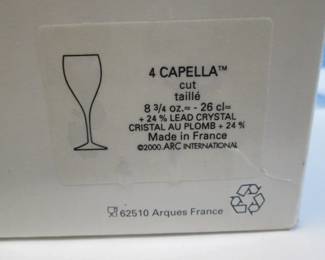 4 CAPELLA™
cut
taillé
8 3/4 oz.= - 26 cl=
+ 24 % LEAD CRYSTAL
CRISTAL AU PLOMB + 24 %
Made in France
©2000 ARC INTERNATIONAL
62510 Arques France